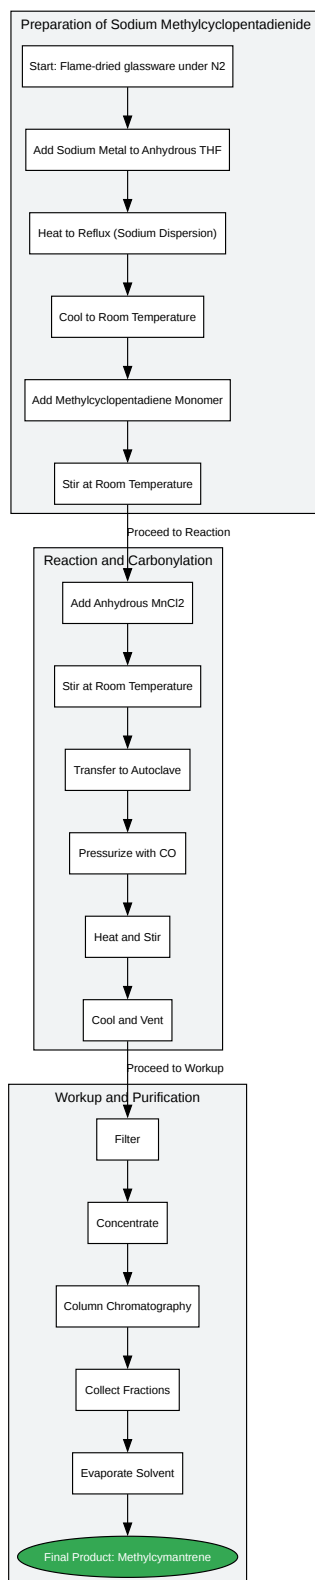 Preparation of Sodium Methylcyclopentadienide
Start: Flame-dried glassware under N2
Add Sodium Metal to Anhydrous THF
Heat to Reflux (Sodium Dispersion)
Cool to Room Temperature
Add Methylcyclopentadiene Monomer
Stir at Room Temperature
Proceed to Reaction
Reaction and Carbonylation
Add Anhydrous MnCl2
Stir at Room Temperature
Transfer to Autoclave
Pressurize with CO
Heat and Stir
Cool and Vent
Proceed to Workup
Workup and Purification
Filter
Concentrate
Column Chromatography
Collect Fractions
Evaporate Solvent
Final Product: Methylcymantrene